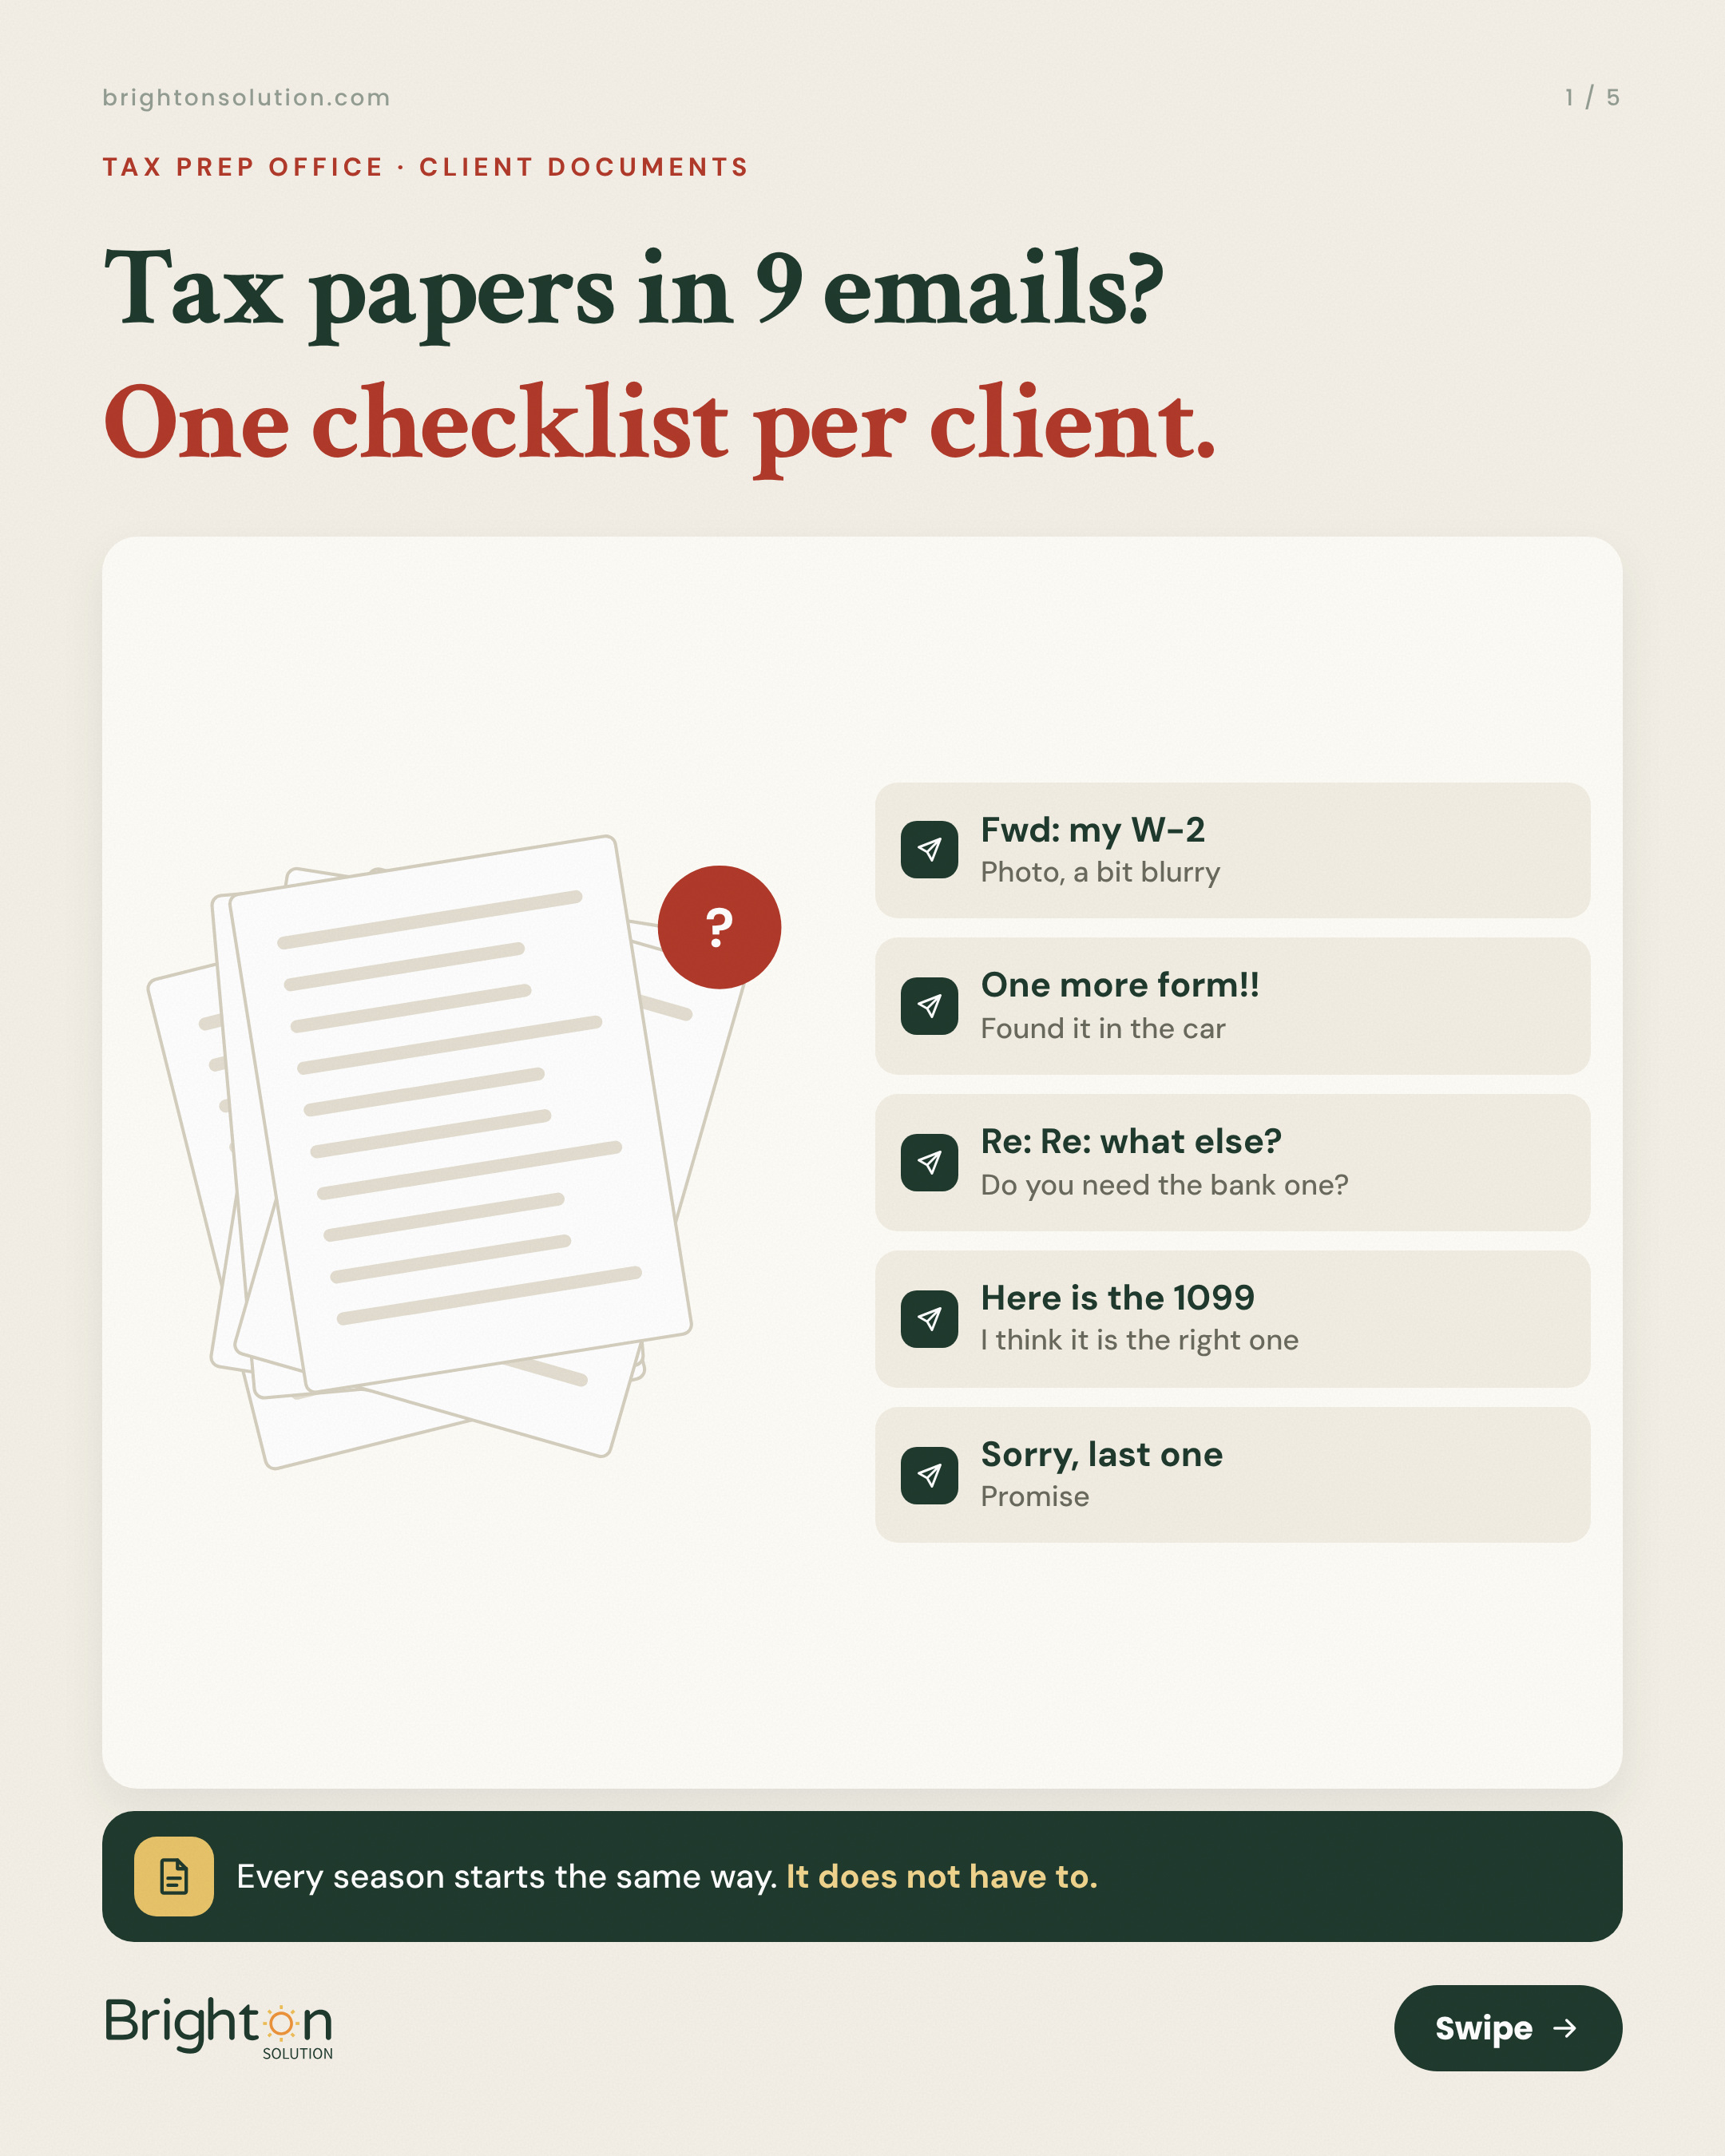 brightonsolution.com
1 / 5
TAX PREP OFFICE · CLIENT DOCUMENTS
Tax papers in 9 emails?
One checklist per client.
?
Fwd: my W-2
Photo, a bit blurry
One more form!!
Found it in the car
Re: Re: what else?
Do you need the bank one?
Here is the 1099
I think it is the right one
Sorry, last one
Promise
Every season starts the same way. It does not have to.
Brighton
SOLUTION
Swipe →